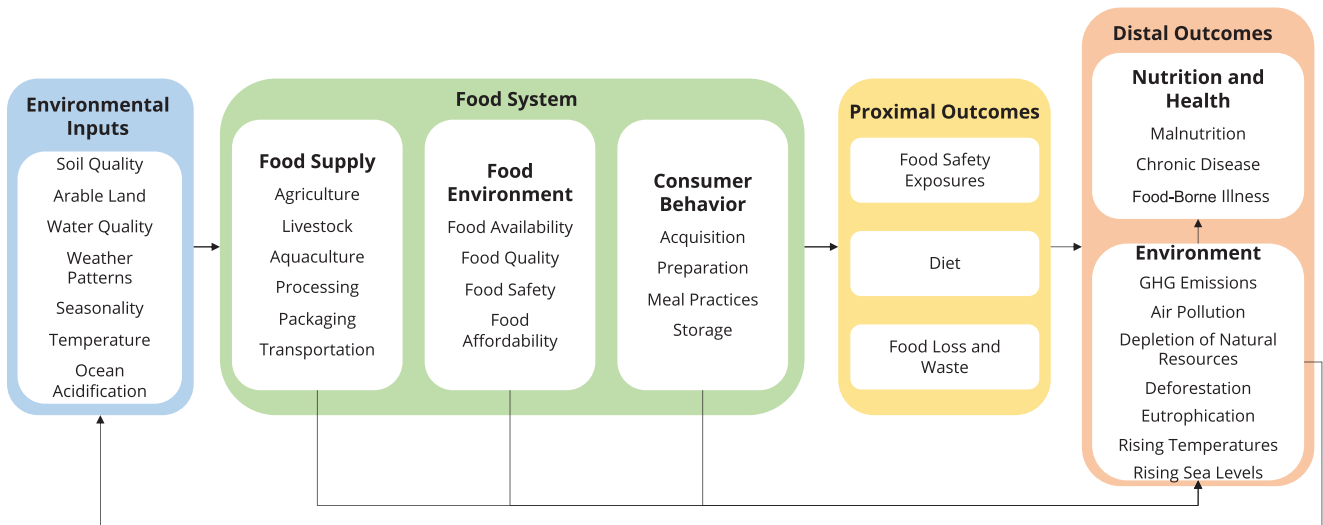 Environmental
Inputs
Soil Quality
Arable Land
Water Quality
Weather
Patterns
Seasonality
Temperature
Ocean
Acidification
Food System
Food Supply
Agriculture
Livestock
Aquaculture
Processing
Packaging
Transportation
Food
Environment
Food Availability
Food Quality
Food Safety
Food
Affordability
Consumer
Behavior
Acquisition
Preparation
Meal Practices
Storage
Proximal Outcomes
Food Safety
Exposures
Diet
Food Loss and
Waste
Distal Outcomes
Nutrition and
Health
Malnutrition
Chronic Disease
Food-Borne Illness
Environment
GHG Emissions
Air Pollution
Depletion of Natural
Resources
Deforestation
Eutrophication
Rising Temperatures
Rising Sea Levels